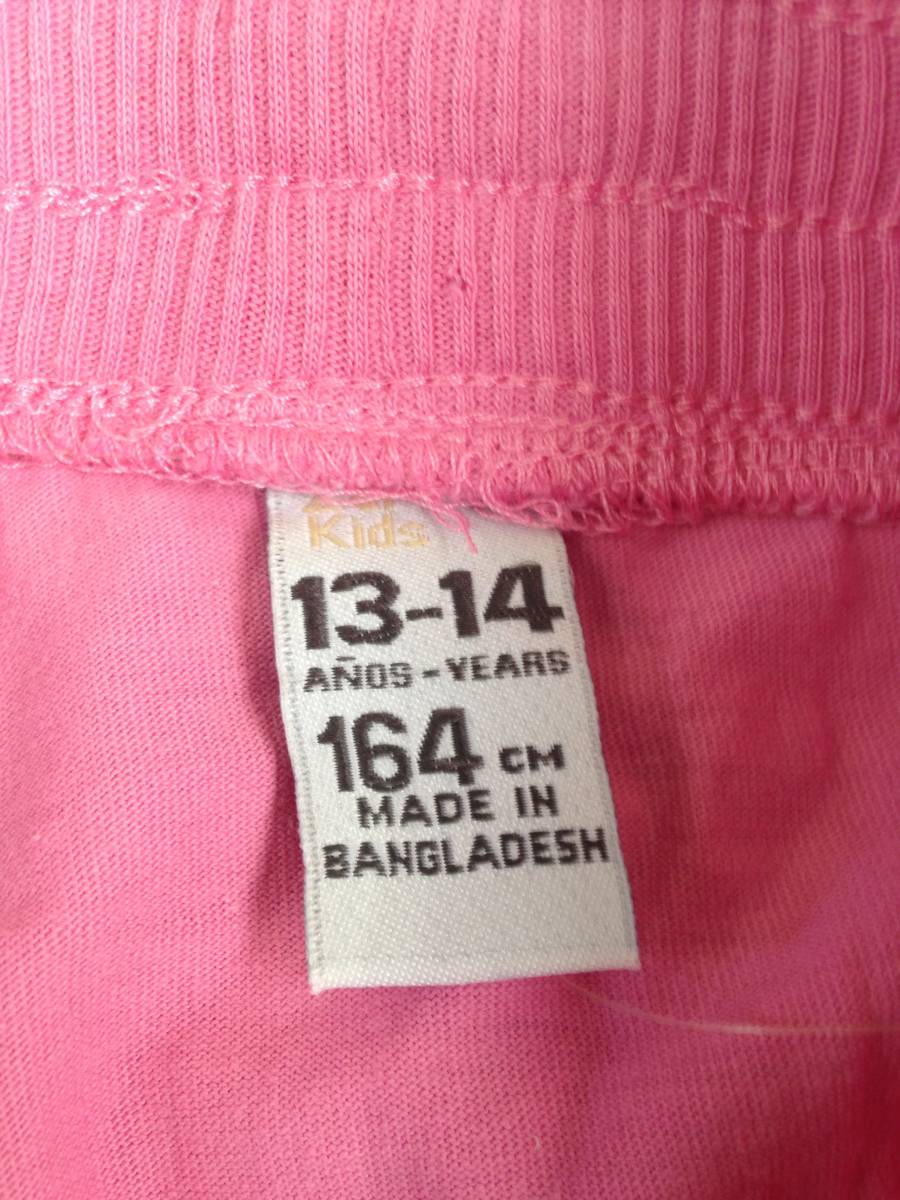 Kids
13-14
AÑOS - YEARS
164 CM
MADE IN
BANGLADESH